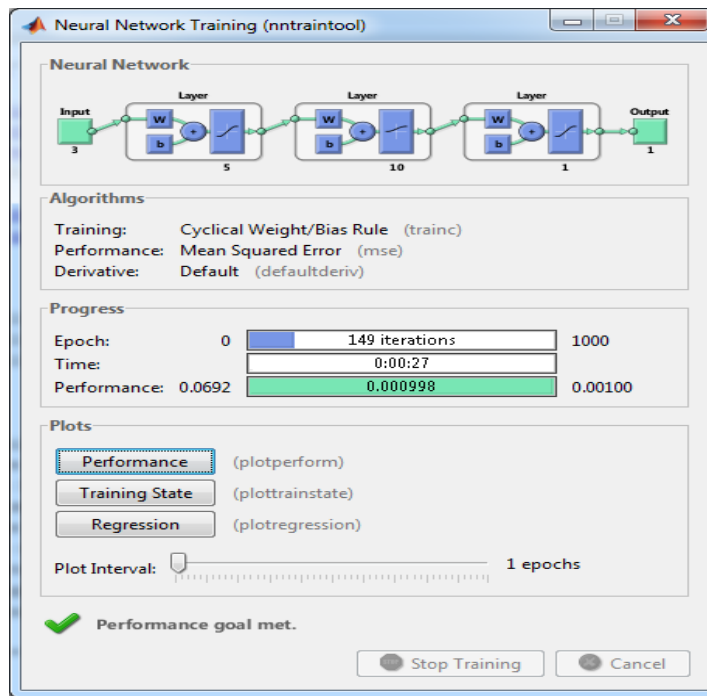 Neural Network Training (nntraintool)
Neural Network
Layer Layer Layer
Input Output
W W W
b b b
+ + +
3 5 10 1 1
Algorithms
Training: Cyclical Weight/Bias Rule (trainc)
Performance: Mean Squared Error (mse)
Derivative: Default (defaultderiv)
Progress
Epoch: 0 149 iterations 1000
Time: 0:00:27
Performance: 0.0692 0.000998 0.00100
Plots
Performance (plotperform)
Training State (plottrainstate)
Regression (plotregression)
Plot Interval: 1 epochs
Performance goal met.
Stop Training Cancel